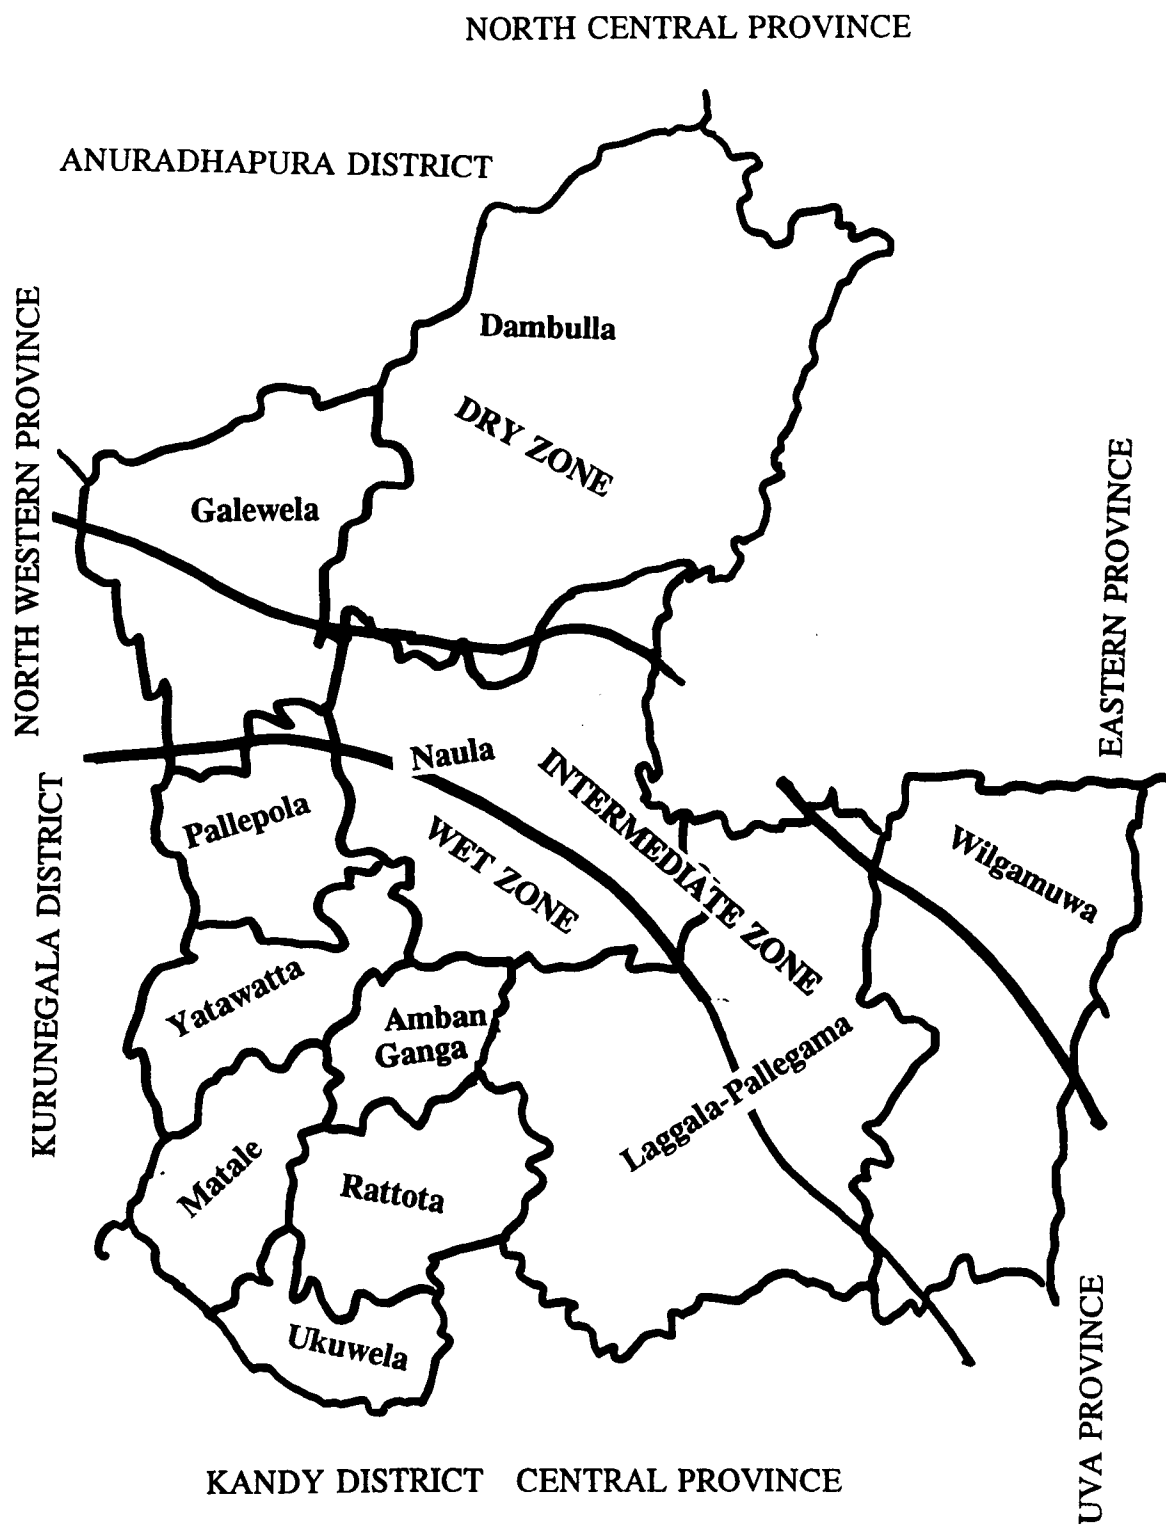 NORTH CENTRAL PROVINCE
ANURADHAPURA DISTRICT
NORTH WESTERN PROVINCE
Dambulla
DRY ZONE
Galewela
EASTERN PROVINCE
Naula
INTERMEDIATE ZONE
Pallepola
WET ZONE
Wilgamuwa
KURUNEGALA DISTRICT
Yatawatta
Amban
Ganga
Laggala-Pallegama
Matale
Rattota
Ukuwela
UVA PROVINCE
KANDY DISTRICT CENTRAL PROVINCE